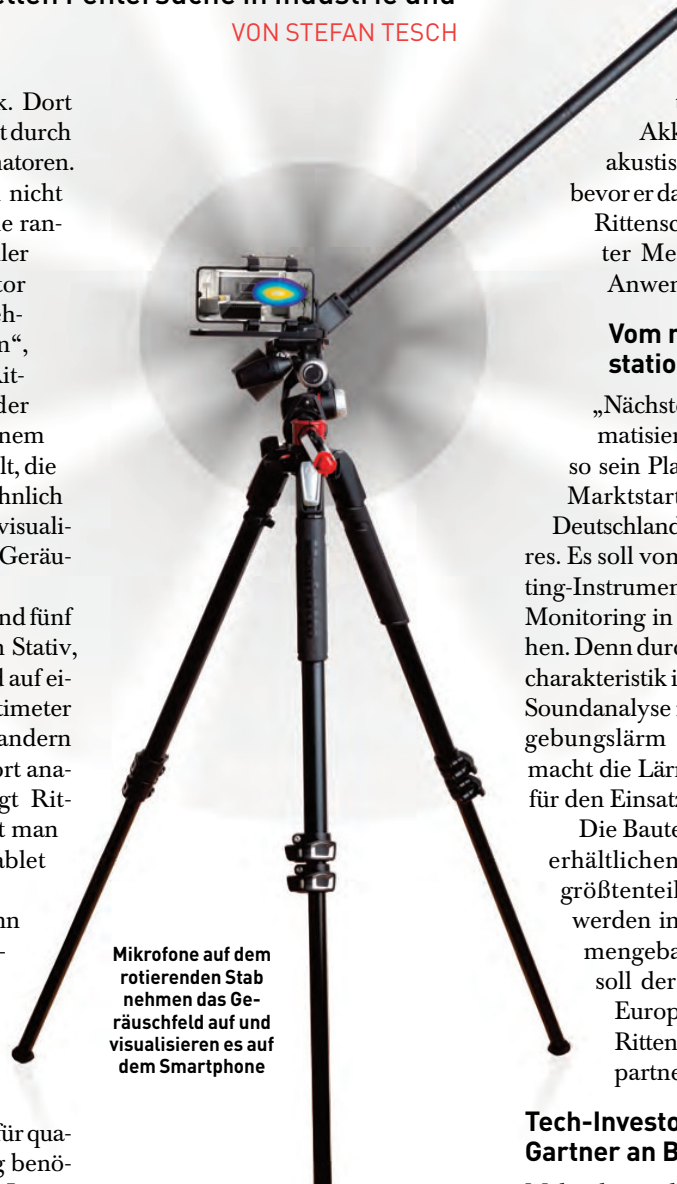 VON STEFAN TESCH
k. Dort
t durch
natoren.
nicht
e ran-
ler
tor
eh-
n“,
Rit-
der
nem
lt, die
hnlich
visuali-
Geräu-
nd fünf
n Stativ,
l auf ei-
timeter
andern
ort ana-
gt Rit-
t man
ablet
nn
für qua-
g benö-
Mikrofone auf dem
rotierenden Stab
nehmen das Ge-
räuschfeld auf und
visualisieren es auf
dem Smartphone
Akk
akustis
bevor er da
Rittensc
ter Me
Anwer
Vom r
statio
„Nächste
matisier
so sein Pla
Marktstart
Deutschland
res. Es soll von
ting-Instrumen
Monitoring in
hen. Denn durc
charakteristik i
Soundanalyse
gebungslärm
macht die Lärm
für den Einsatz
Die Baute
erhältlichen
größtenteil
werden in
mengeba
soll der
Europ
Ritten
partne
Tech-Investo
Gartner an B